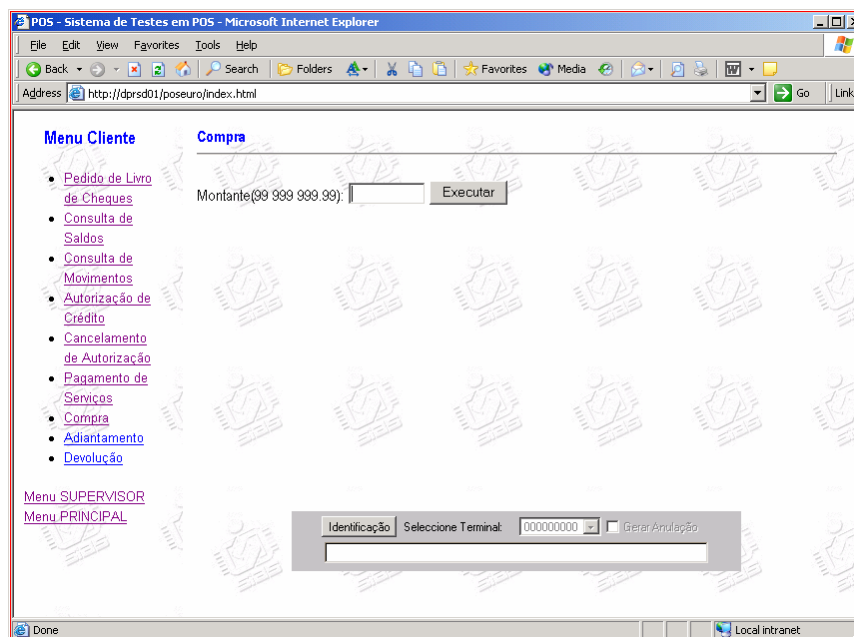 POS - Sistema de Testes em POS - Microsoft Internet Explorer
File Edit View Favorites Tools Help
Back Search Folders Favorites Media
Address http://dprsd01/poseuro/index.html Go Link
Menu Cliente
Pedido de Livro
de Cheques
Consulta de
Saldos
Consulta de
Movimentos
Autorização de
Crédito
Cancelamento
de Autorização
Pagamento de
Serviços
Compra
Adiantamento
Devolução
Menu SUPERVISOR
Menu PRINCIPAL
Compra
Montante(99 999 999.99): Executar
Identificação Seleccione Terminal: 000000000 Gerar Anulação
Done Local intranet